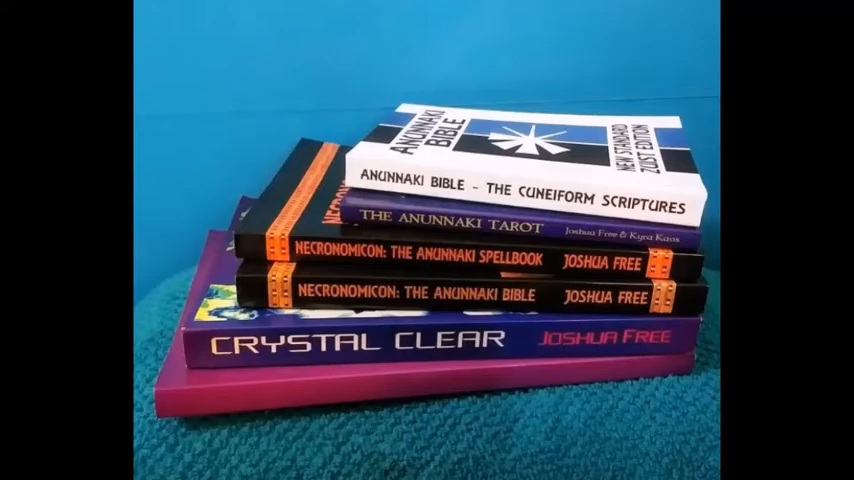 ANUNNAKI
BIBLE
NEW STANDARD
ZUIST EDITION
ANUNNAKI BIBLE - THE CUNEIFORM SCRIPTURES
THE ANUNNAKI TAROT Joshua Free & Kyra Kaos
NECRONOMICON: THE ANUNNAKI SPELLBOOK JOSHUA FREE
NECRONOMICON: THE ANUNNAKI BIBLE JOSHUA FREE
CRYSTAL CLEAR JOSHUA FREE